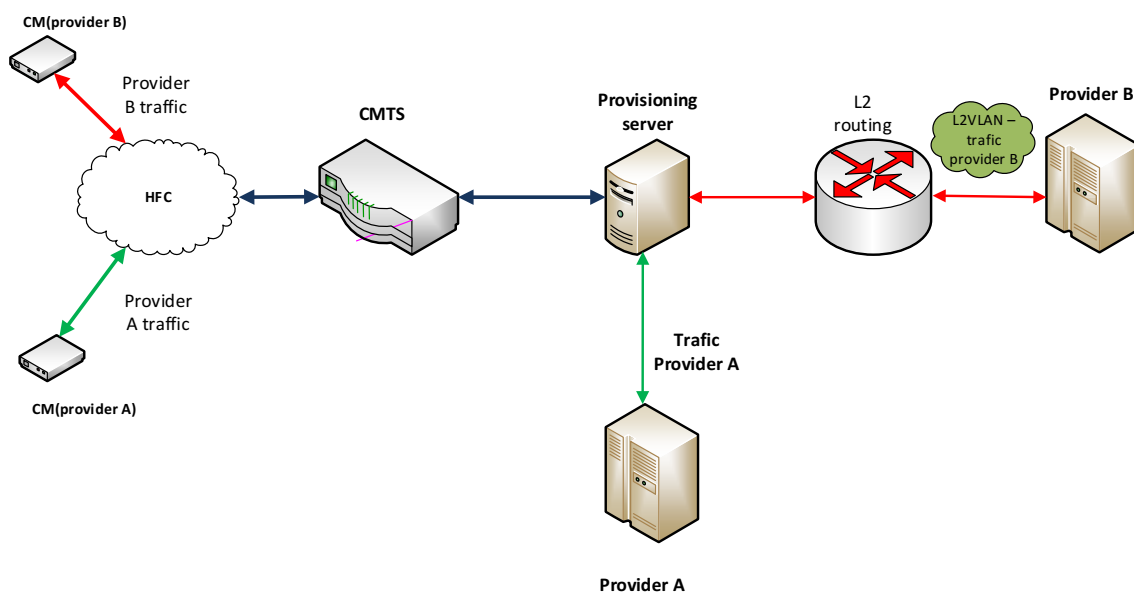 CM(provider B)
Provider
B traffic
HFC
Provider
A traffic
CM(provider A)
CMTS
Provisioning
server
L2
routing
L2VLAN –
trafic
provider B
Provider B
Trafic
Provider A
Provider A